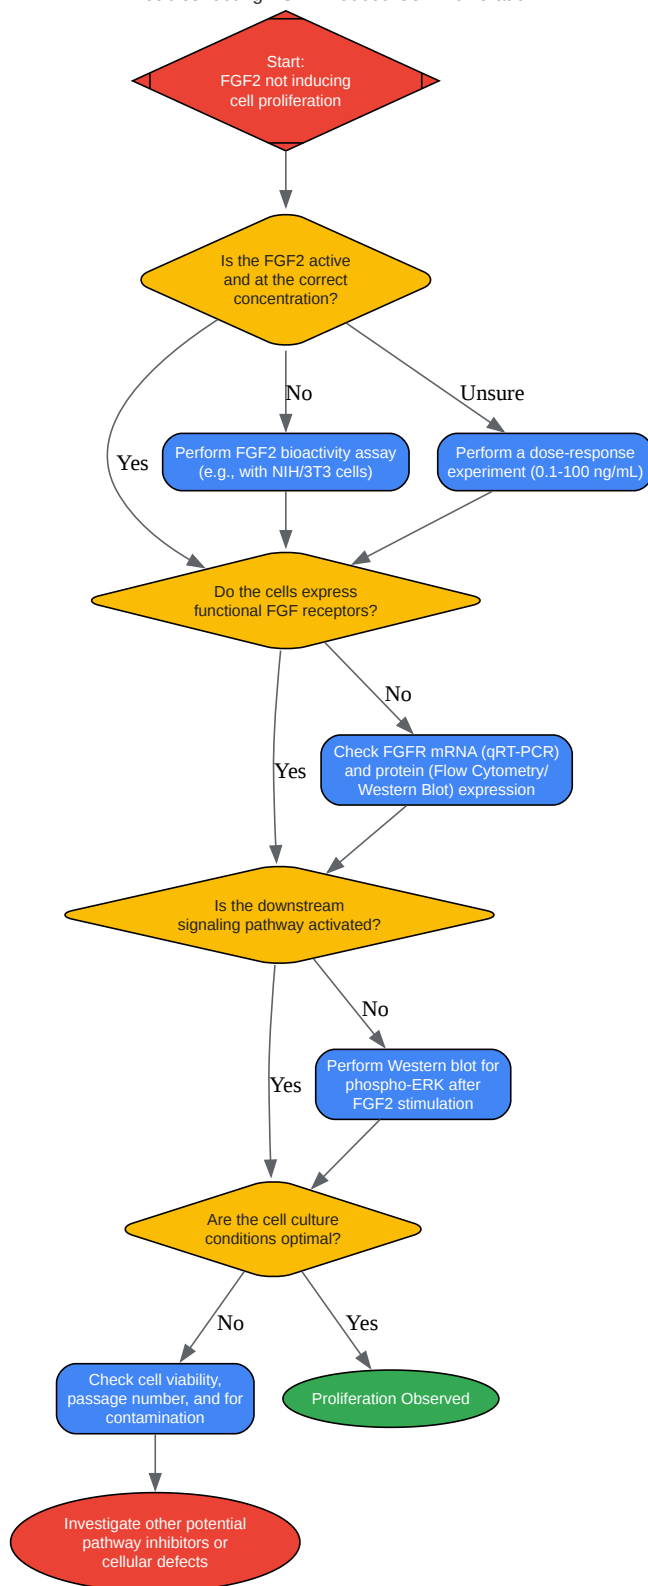 Start:
FGF2 not inducing
cell proliferation
Is the FGF2 active
and at the correct
concentration?
No
Unsure
Yes
Perform FGF2 bioactivity assay
(e.g., with NIH/3T3 cells)
Perform a dose-response
experiment (0.1-100 ng/mL)
Do the cells express
functional FGF receptors?
No
Yes
Check FGFR mRNA (qRT-PCR)
and protein (Flow Cytometry/
Western Blot) expression
Is the downstream
signaling pathway activated?
No
Yes
Perform Western blot for
phospho-ERK after
FGF2 stimulation
Are the cell culture
conditions optimal?
No
Yes
Check cell viability,
passage number, and for
contamination
Proliferation Observed
Investigate other potential
pathway inhibitors or
cellular defects